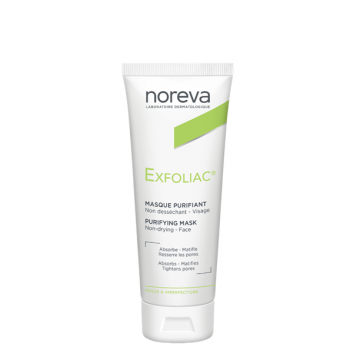 noreva
LABORATOIRE DERMATOLOGIQUE
EXFOLIAC®
MASQUE PURIFIANT
Non desséchant - Visage
PURIFYING MASK
Non-drying - Face
Absorbe - Matifie
Resserre les pores
Absorbs - Matifies
Tightens pores